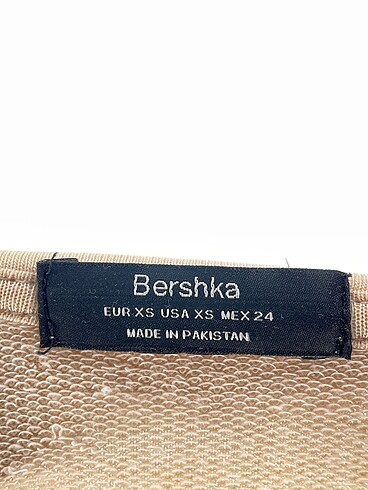 Bershka
EUR XS USA XS MEX 24
MADE IN PAKISTAN